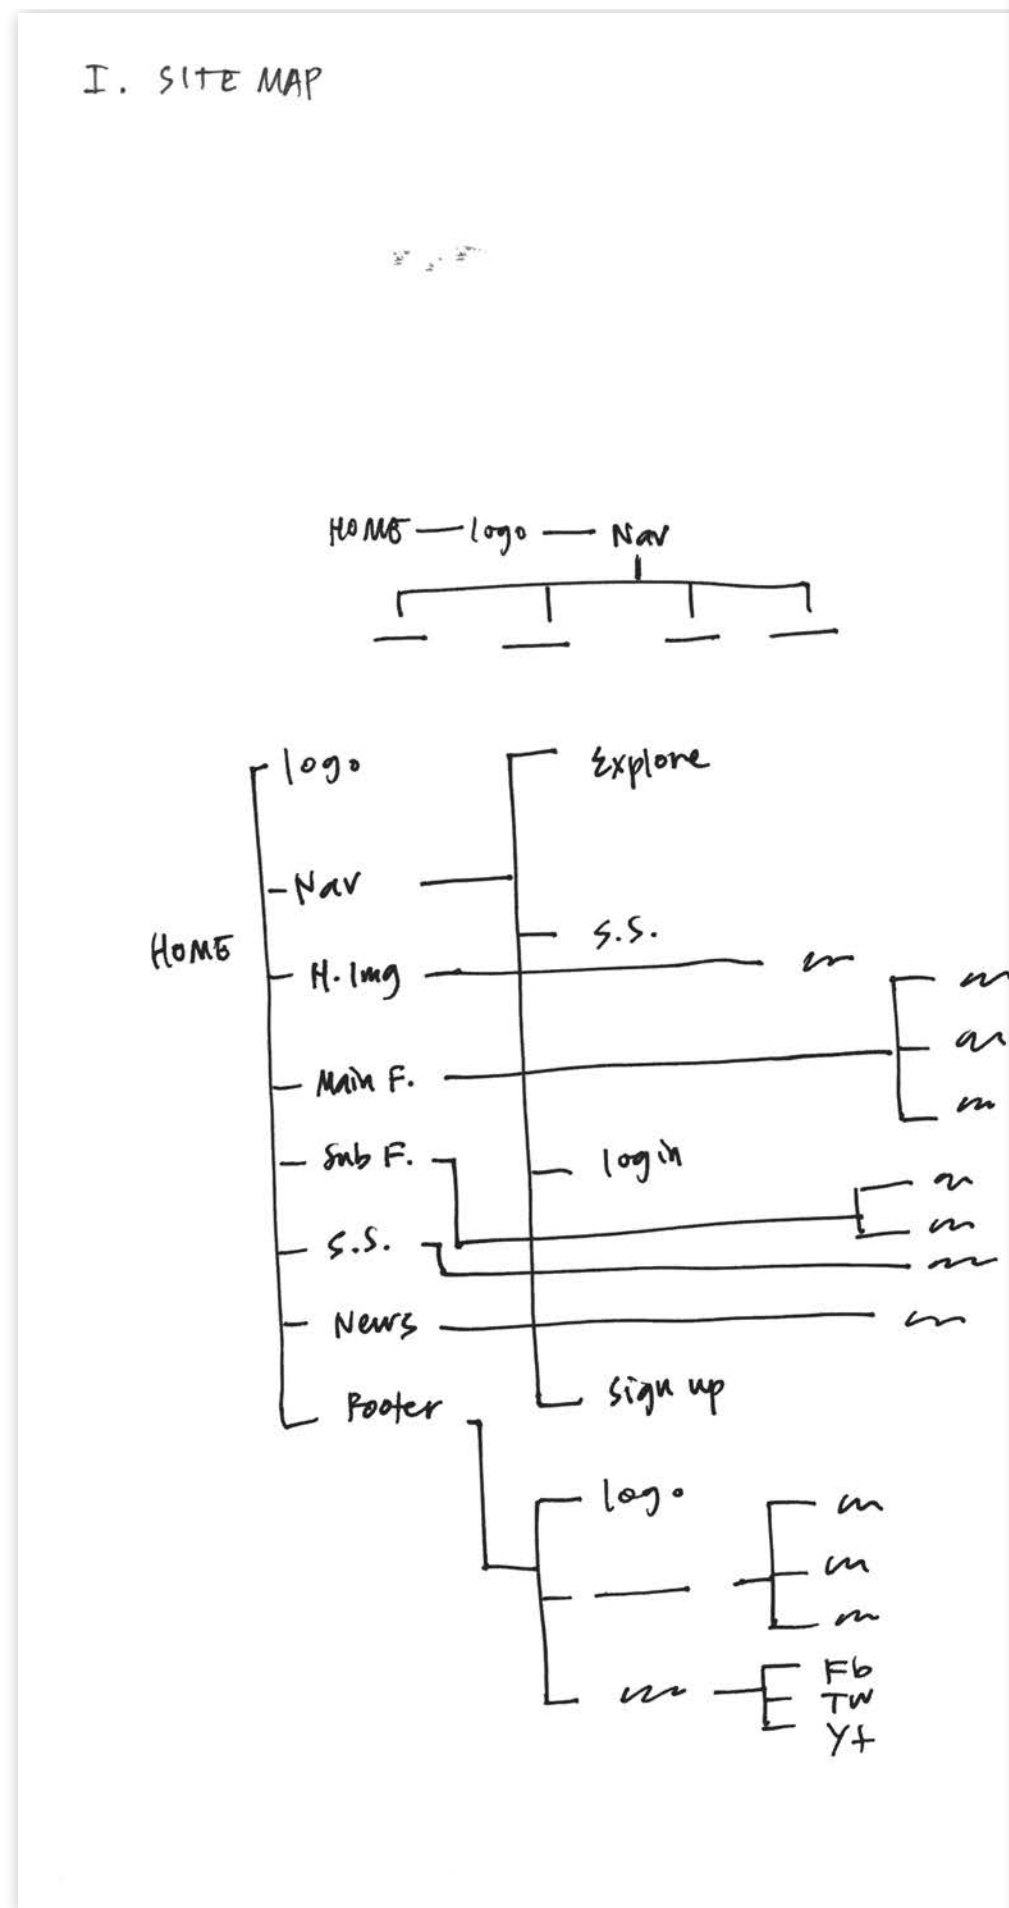 I. SITE MAP
HOME logo Nav
logo
Explore
Nav
HOME
S.S.
H. Img
Main F.
Sub F.
login
S.S.
News
Sign up
Footer
logo
Fb
TW
Yt